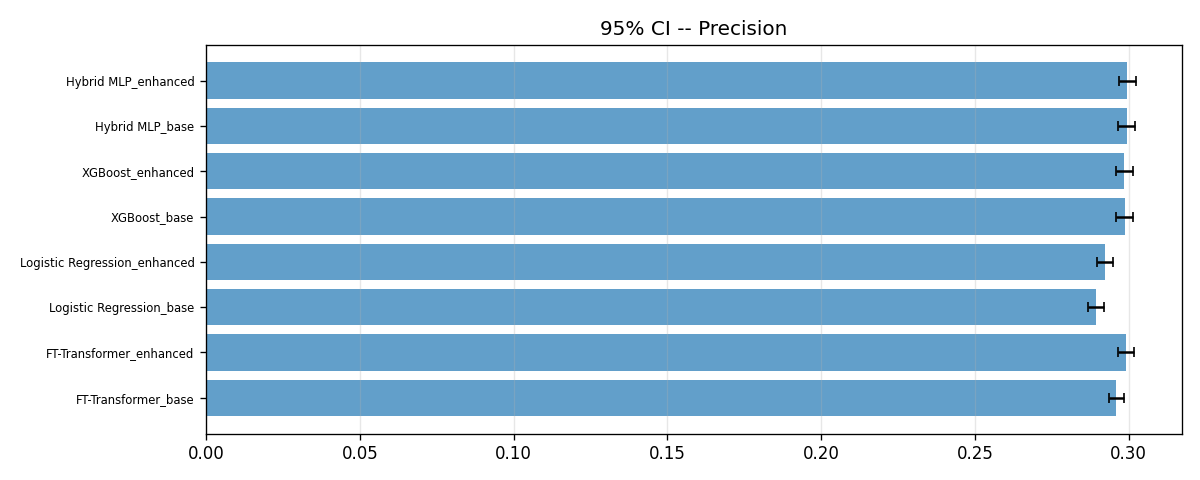 95% CI -- Precision
Hybrid MLP_enhanced
Hybrid MLP_base
XGBoost_enhanced
XGBoost_base
Logistic Regression_enhanced
Logistic Regression_base
FT-Transformer_enhanced
FT-Transformer_base
0.00 0.05 0.10 0.15 0.20 0.25 0.30